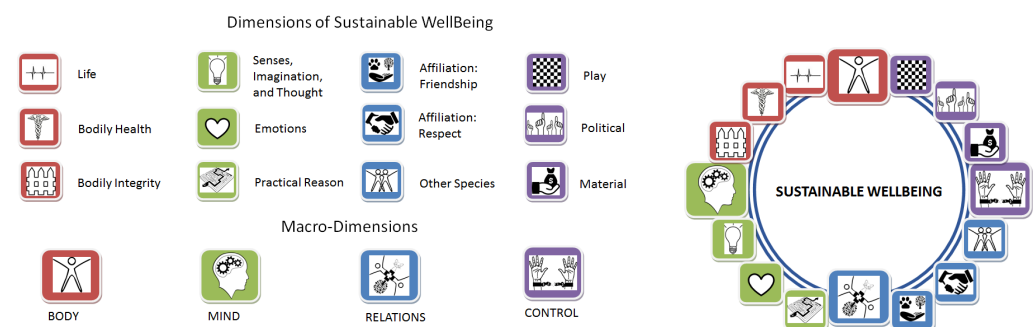 Dimensions of Sustainable WellBeing
Life
Senses,
Imagination,
and Thought
Affiliation:
Friendship
Play
Bodily Health
Emotions
Affiliation:
Respect
Political
Bodily Integrity
Practical Reason
Other Species
Material
Macro-Dimensions
BODY
MIND
RELATIONS
CONTROL
SUSTAINABLE WELLBEING